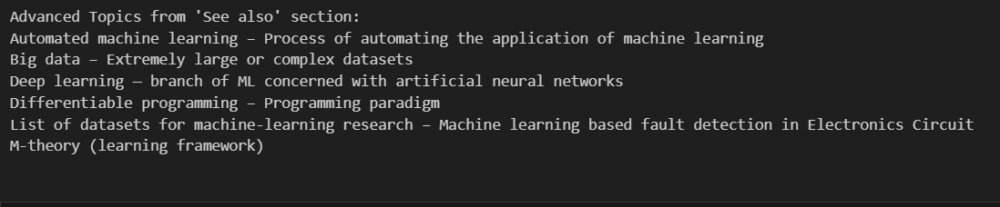 Advanced Topics from 'See also' section:
Automated machine learning – Process of automating the application of machine learning
Big data – Extremely large or complex datasets
Deep learning — branch of ML concerned with artificial neural networks
Differentiable programming – Programming paradigm
List of datasets for machine-learning research – Machine learning based fault detection in Electronics Circuit
M-theory (learning framework)